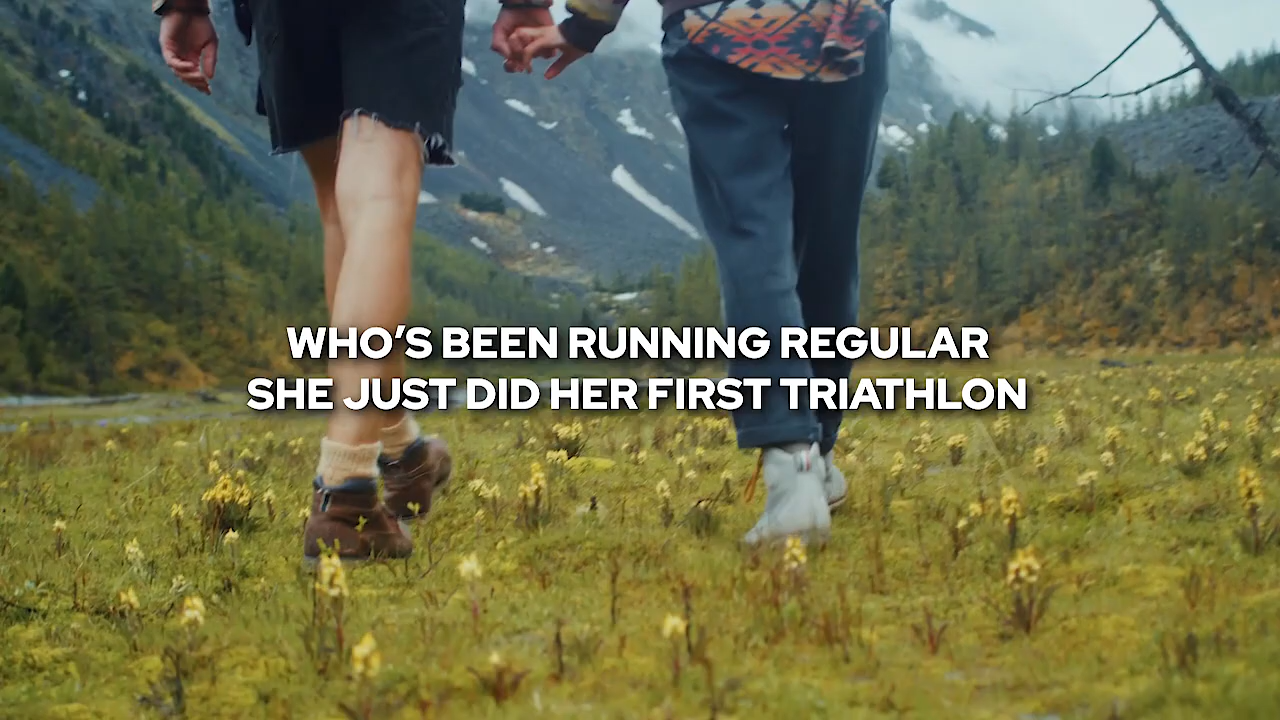 WHO'S BEEN RUNNING REGULAR
SHE JUST DID HER FIRST TRIATHLON